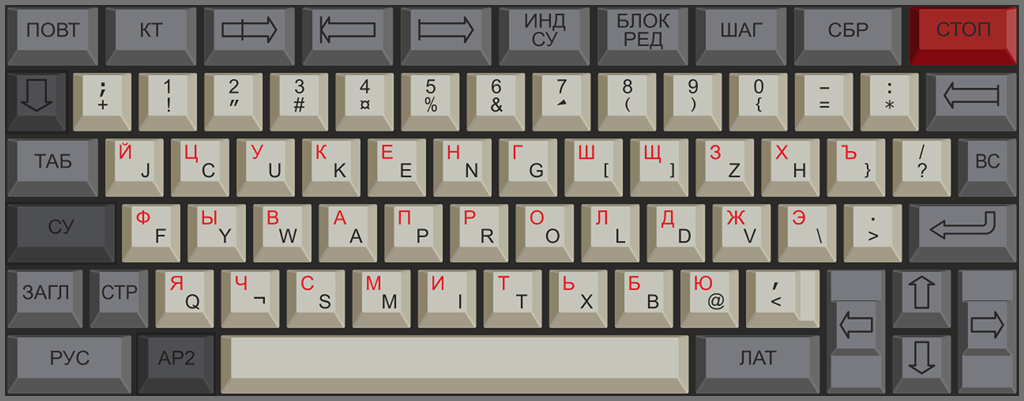 ПОВТ КТ ИНД СУ БЛОК РЕД ШАГ СБР СТОП
; + 1 ! 2 " 3 # 4 ¤ 5 % 6 & 7 ´ 8 ( 9 ) 0 { – = : *
ТАБ Й J Ц C У U К K Е E Н N Г G Ш [ Щ ] З Z Х H Ъ } / ? ВС
СУ Ф F Ы Y В W А A П P Р R О O Л L Д D Ж V Э \ . >
ЗАГЛ СТР Я Q Ч ¬ С S М M И I Т T Ь X Б B Ю @ , <
РУС АР2 ЛАТ